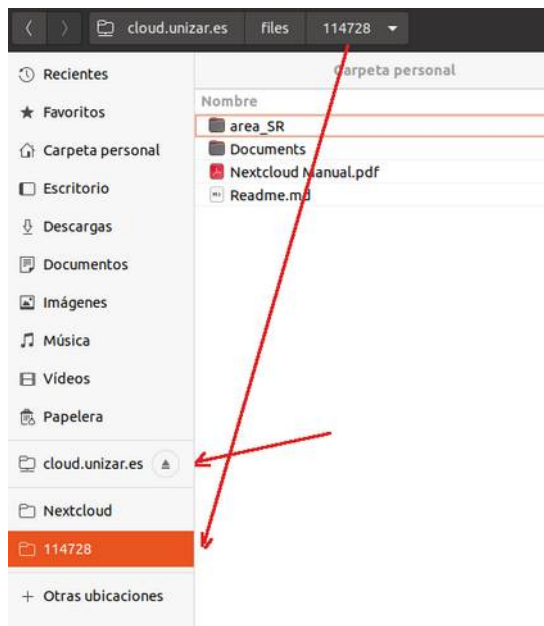 cloud.unizar.es files 114728
Recientes
Favoritos
Carpeta personal
Escritorio
Descargas
Documentos
Imágenes
Música
Vídeos
Papelera
cloud.unizar.es
Nextcloud
114728
+ Otras ubicaciones
Carpeta personal
Nombre
area_SR
Documents
Nextcloud Manual.pdf
Readme.md